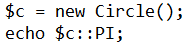 $c = new Circle();
echo $c::PI;